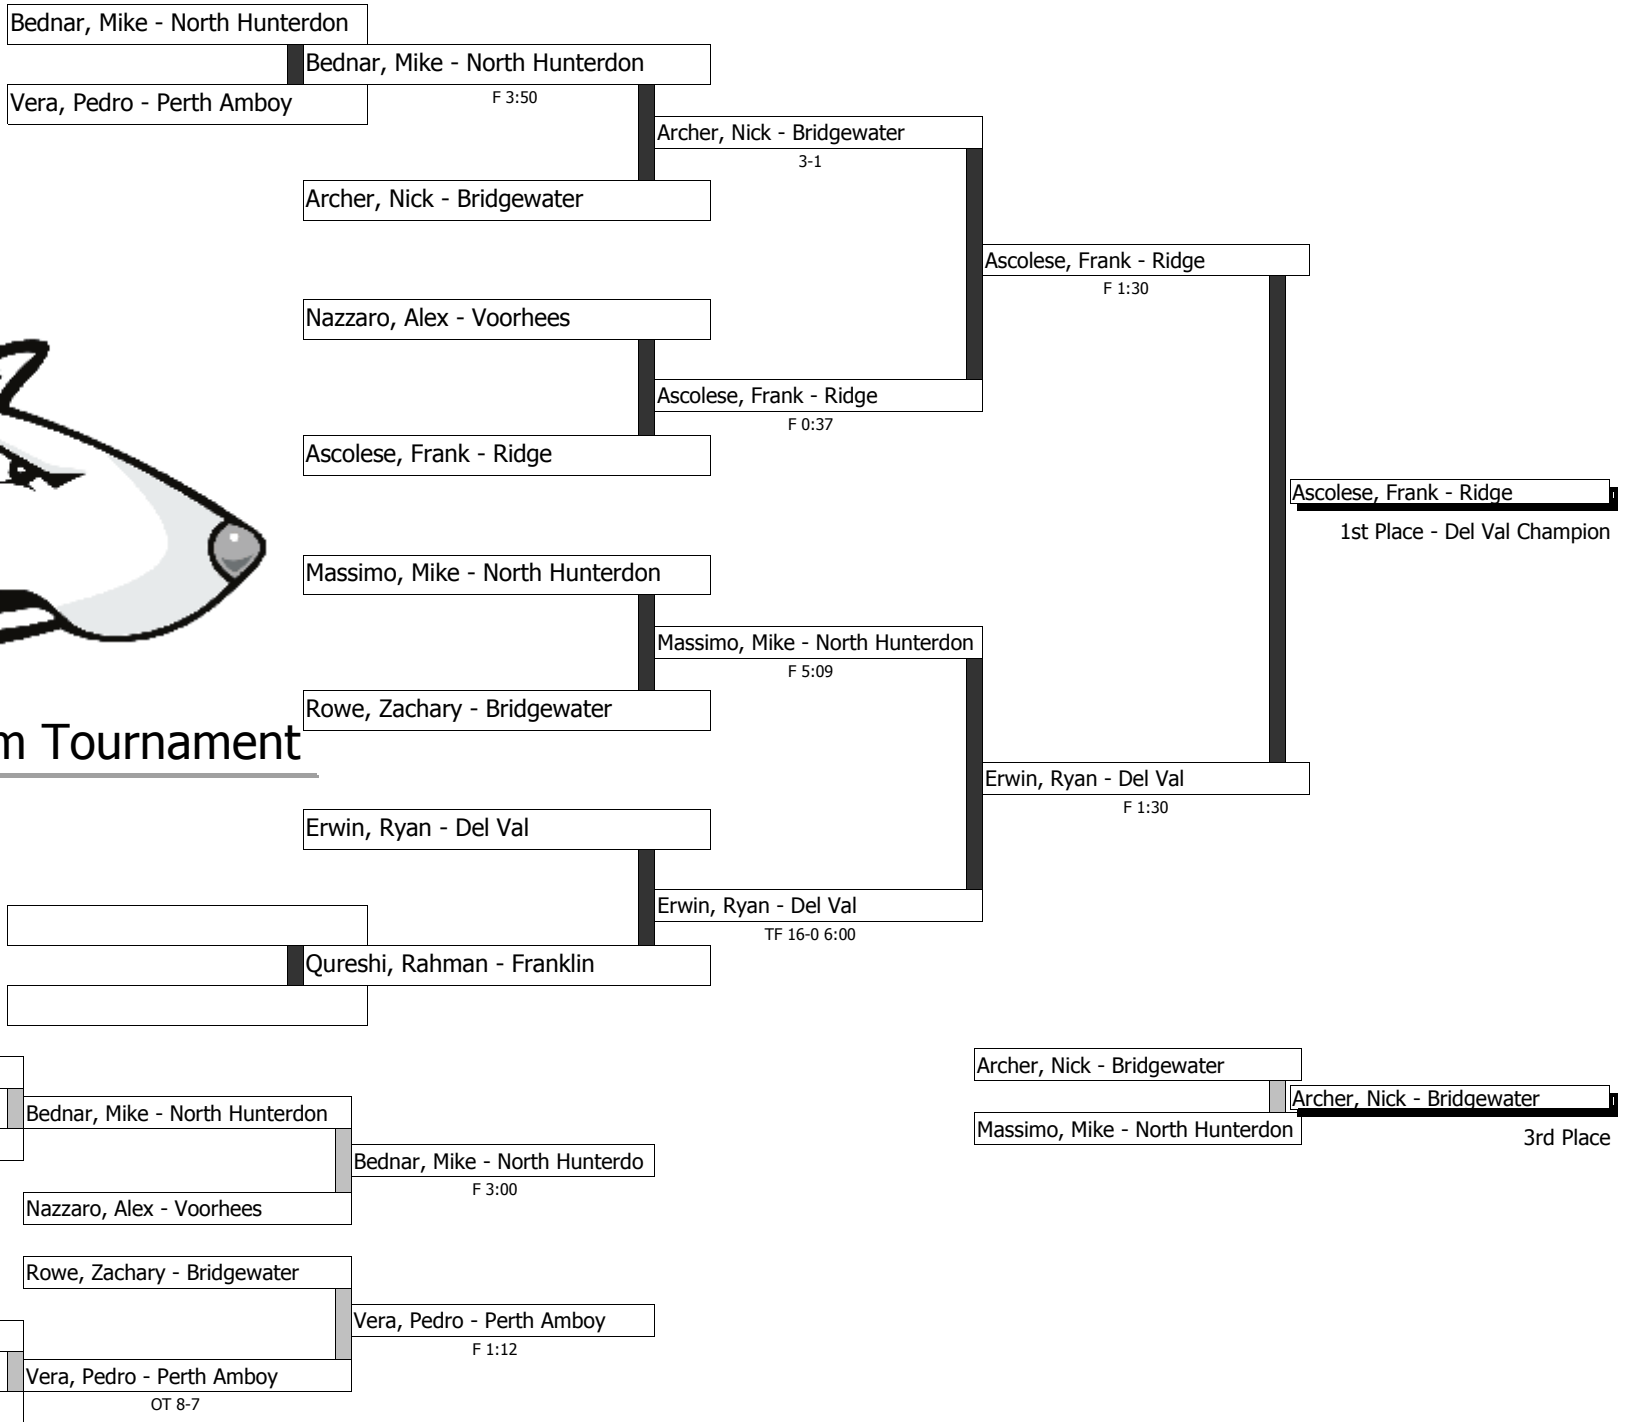 Bednar, Mike - North Hunterdon
Bednar, Mike - North Hunterdon
Vera, Pedro - Perth Amboy
F 3:50
Archer, Nick - Bridgewater
3-1
Archer, Nick - Bridgewater
Ascolese, Frank - Ridge
F 1:30
Nazzaro, Alex - Voorhees
Ascolese, Frank - Ridge
F 0:37
Ascolese, Frank - Ridge
Ascolese, Frank - Ridge
1st Place - Del Val Champion
Massimo, Mike - North Hunterdon
Massimo, Mike - North Hunterdon
F 5:09
Rowe, Zachary - Bridgewater
m Tournament
Erwin, Ryan - Del Val
F 1:30
Erwin, Ryan - Del Val
Erwin, Ryan - Del Val
TF 16-0 6:00
Qureshi, Rahman - Franklin
Archer, Nick - Bridgewater
Archer, Nick - Bridgewater
Massimo, Mike - North Hunterdon
3rd Place
Bednar, Mike - North Hunterdon
Bednar, Mike - North Hunterdo
F 3:00
Nazzaro, Alex - Voorhees
Rowe, Zachary - Bridgewater
Vera, Pedro - Perth Amboy
F 1:12
Vera, Pedro - Perth Amboy
OT 8-7